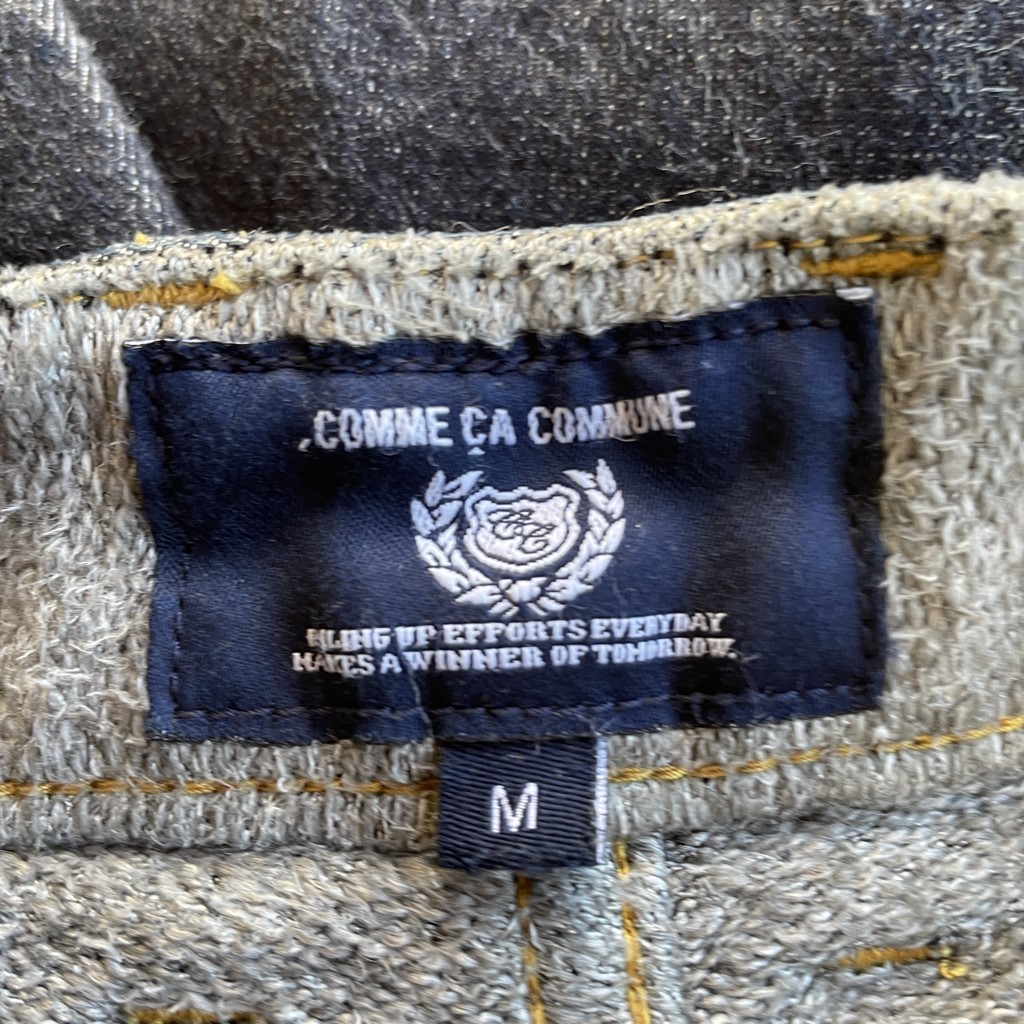 COMME ÇA COMMUNE
PILING UP EFFORTS EVERYDAY
MAKES A WINNER OF TOMORROW.
M